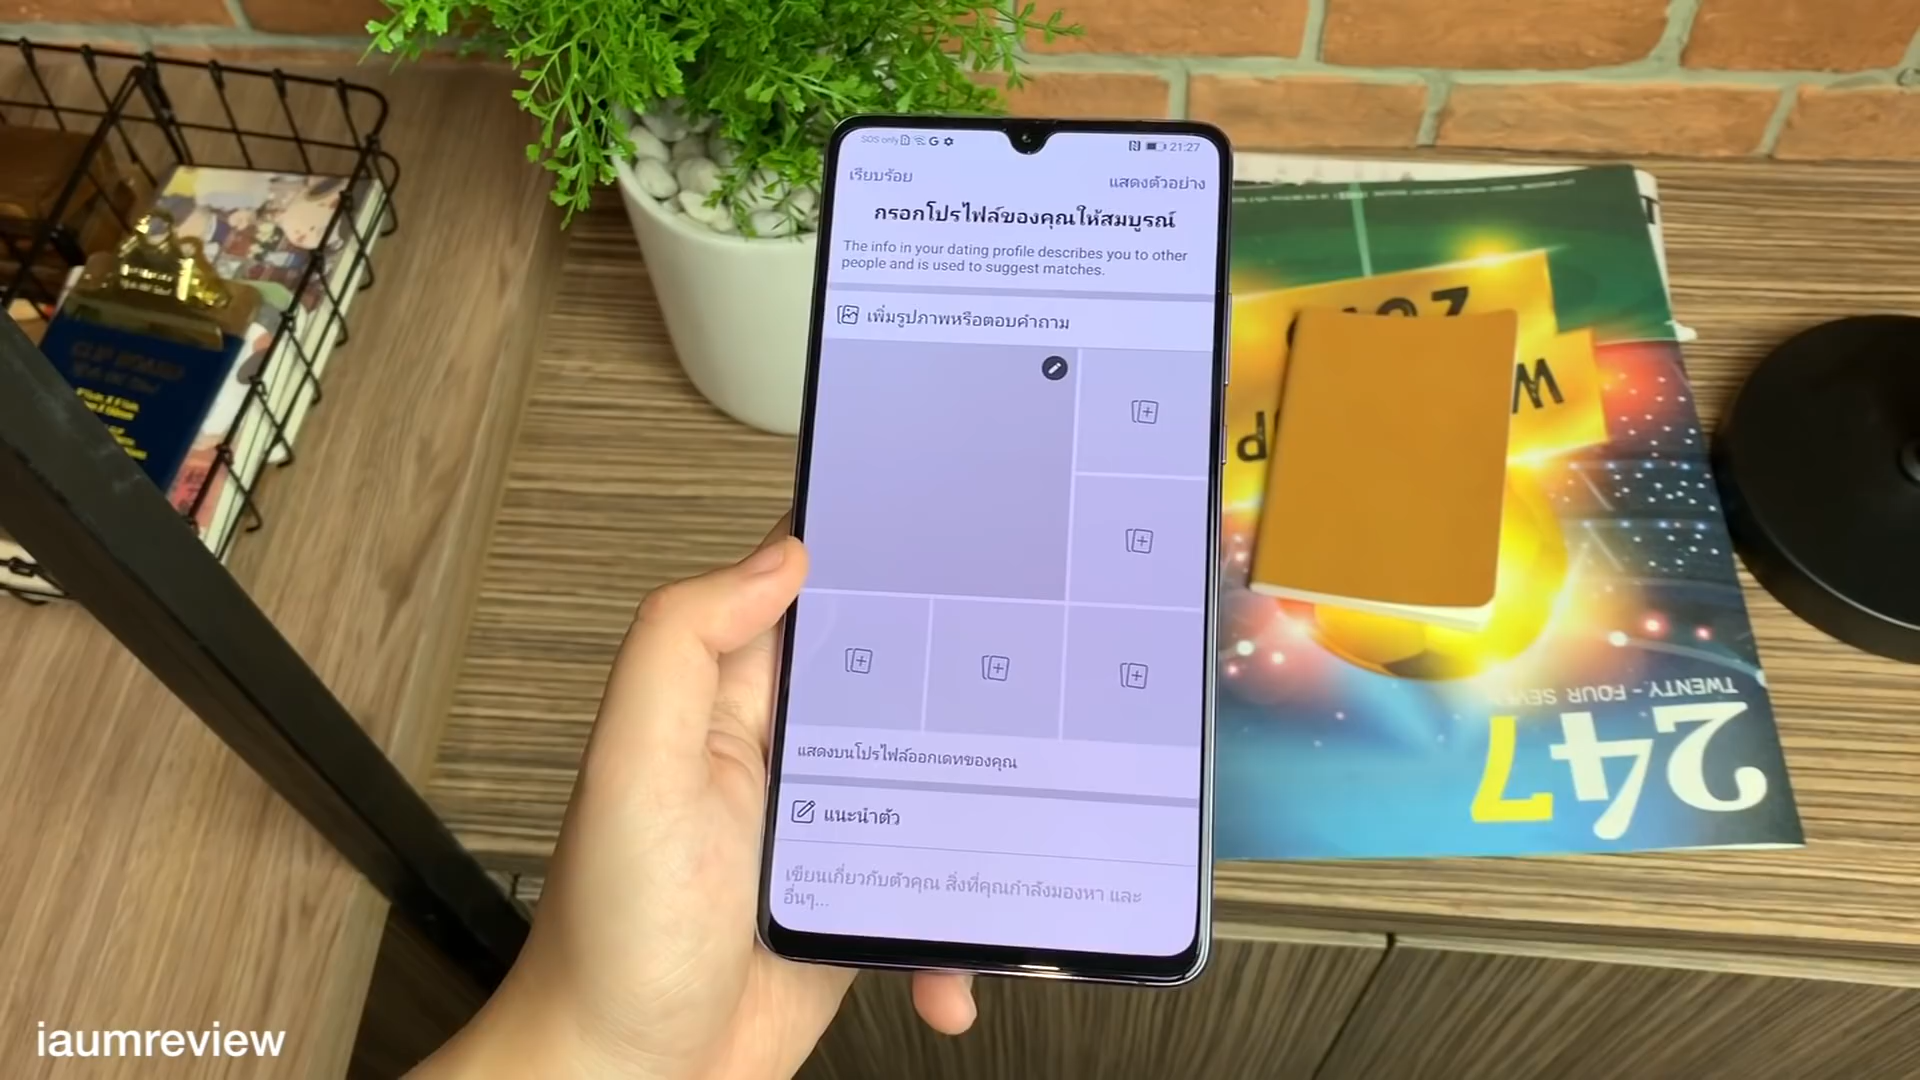 SOS only
21:27
เรียบร้อย
แสดงตัวอย่าง
กรอกโปรไฟล์ของคุณให้สมบูรณ์
The info in your dating profile describes you to other
people and is used to suggest matches.
เพิ่มรูปภาพหรือตอบคำถาม
แสดงบนโปรไฟล์ออกเดทของคุณ
แนะนำตัว
เขียนเกี่ยวกับตัวคุณ สิ่งที่คุณกำลังมองหา และ
อื่นๆ...
CLIP BOARD
TWENTY - FOUR SEVEN
247
iaumreview